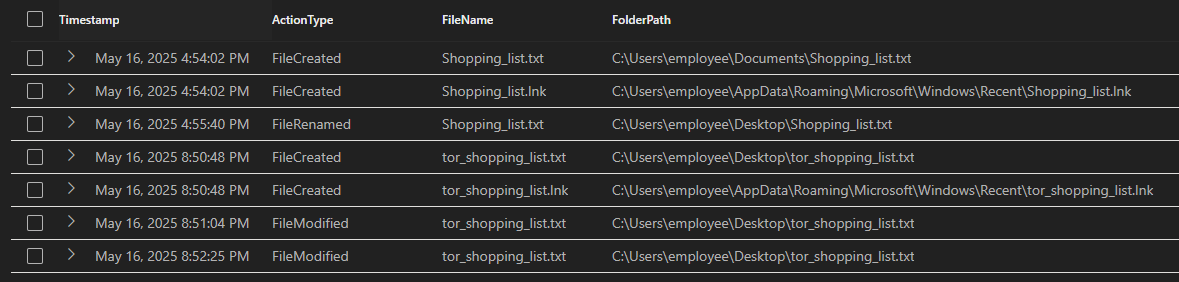 Timestamp ActionType FileName FolderPath
May 16, 2025 4:54:02 PM FileCreated Shopping_list.txt C:\Users\employee\Documents\Shopping_list.txt
May 16, 2025 4:54:02 PM FileCreated Shopping_list.lnk C:\Users\employee\AppData\Roaming\Microsoft\Windows\Recent\Shopping_list.lnk
May 16, 2025 4:55:40 PM FileRenamed Shopping_list.txt C:\Users\employee\Desktop\Shopping_list.txt
May 16, 2025 8:50:48 PM FileCreated tor_shopping_list.txt C:\Users\employee\Desktop\tor_shopping_list.txt
May 16, 2025 8:50:48 PM FileCreated tor_shopping_list.lnk C:\Users\employee\AppData\Roaming\Microsoft\Windows\Recent\tor_shopping_list.lnk
May 16, 2025 8:51:04 PM FileModified tor_shopping_list.txt C:\Users\employee\Desktop\tor_shopping_list.txt
May 16, 2025 8:52:25 PM FileModified tor_shopping_list.txt C:\Users\employee\Desktop\tor_shopping_list.txt